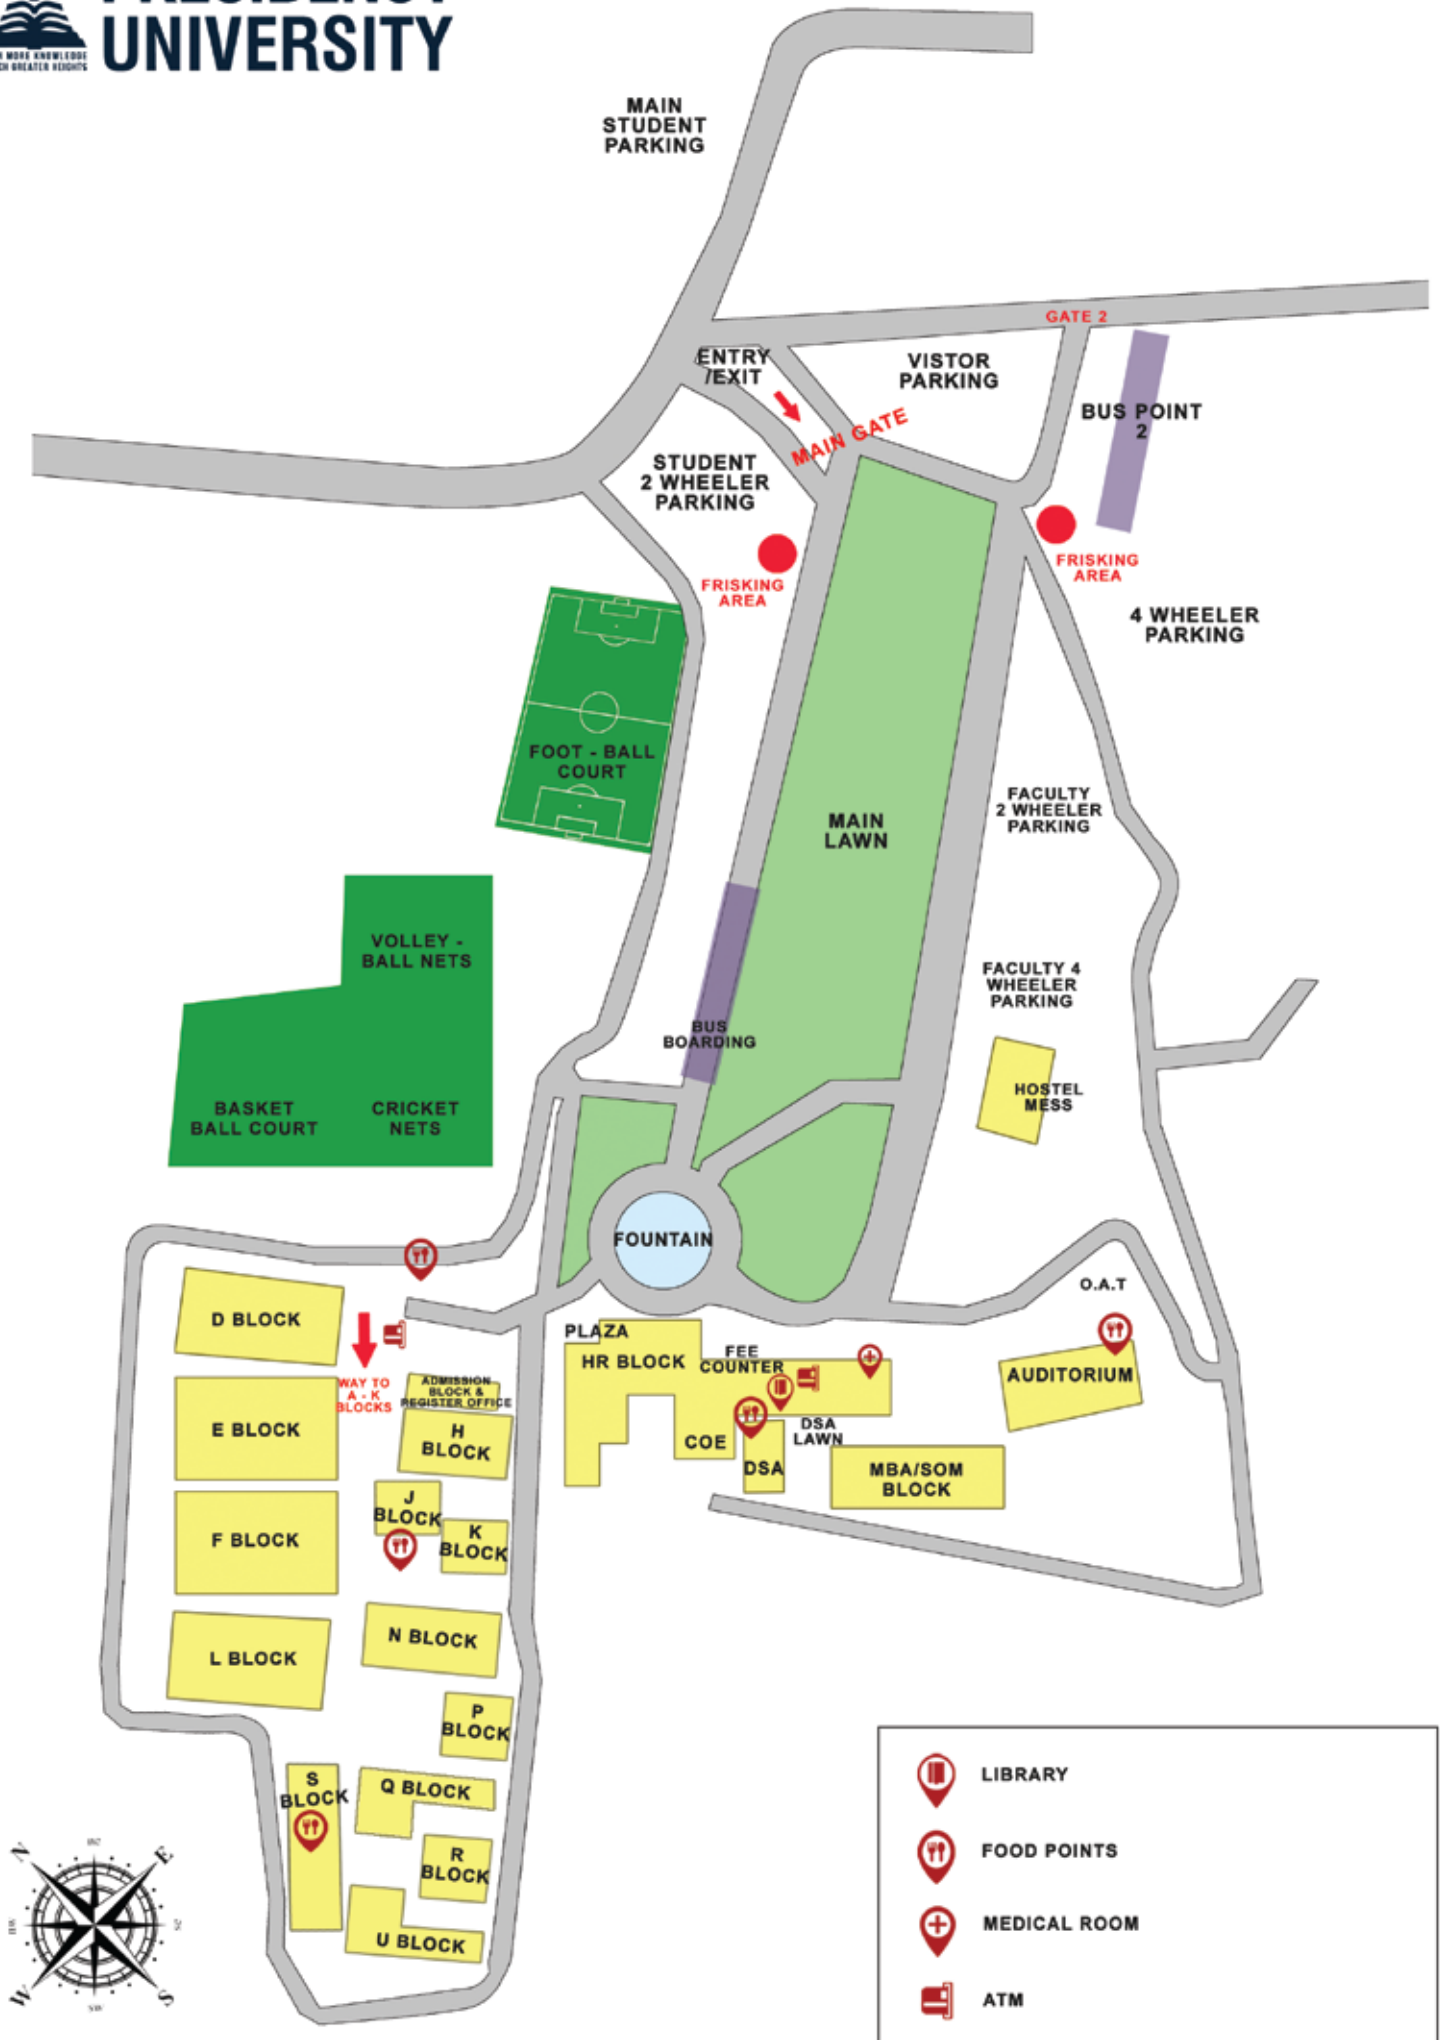 UNIVERSITY
MORE KNOWLEDGE
GREATER HEIGHTS
MAIN
STUDENT
PARKING
GATE 2
ENTRY
/EXIT
VISTOR
PARKING
BUS POINT
2
MAIN GATE
STUDENT
2 WHEELER
PARKING
FRISKING
AREA
FRISKING
AREA
4 WHEELER
PARKING
FOOT - BALL
COURT
FACULTY
2 WHEELER
PARKING
MAIN
LAWN
VOLLEY -
BALL NETS
FACULTY 4
WHEELER
PARKING
BUS
BOARDING
HOSTEL
MESS
BASKET
BALL COURT
CRICKET
NETS
FOUNTAIN
O.A.T
D BLOCK
PLAZA
HR BLOCK
FEE
COUNTER
AUDITORIUM
WAY TO
A - K
BLOCKS
ADMISSION
BLOCK &
REGISTER OFFICE
E BLOCK
H
BLOCK
COE
DSA
LAWN
DSA
MBA/SOM
BLOCK
J
BLOCK
K
BLOCK
F BLOCK
N BLOCK
L BLOCK
P
BLOCK
S
BLOCK
Q BLOCK
R
BLOCK
U BLOCK
N
E
W
S
LIBRARY
FOOD POINTS
MEDICAL ROOM
ATM